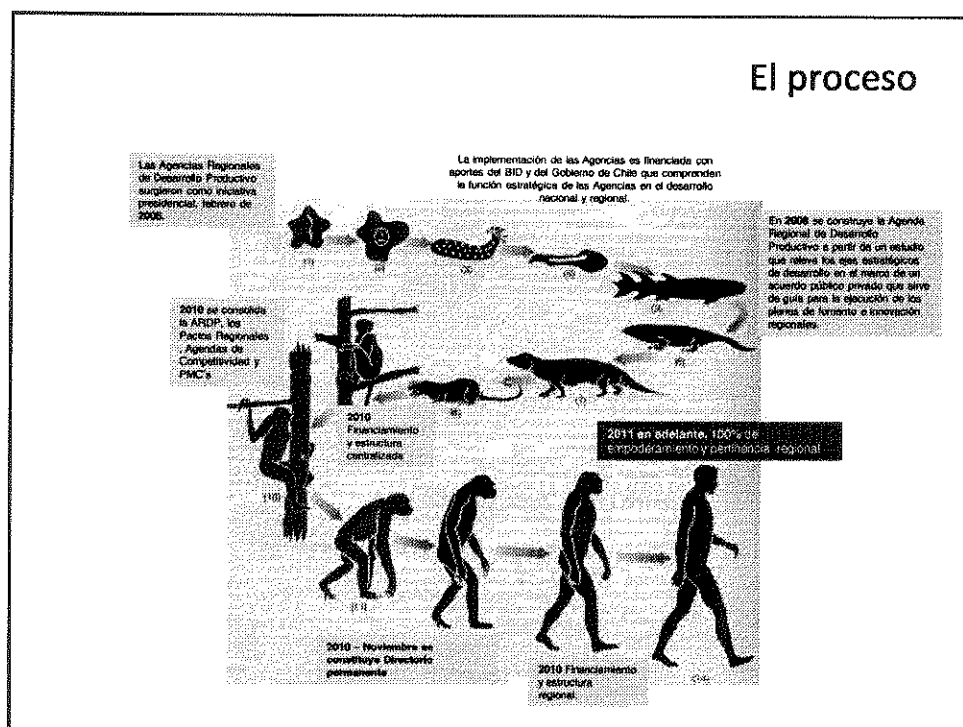 El proceso
Las Agencias Regionales
de Desarrollo Productivo
surgieron como iniciativa
presidencial, febrero de
2006.
La implementación de las Agencias es financiada con
aportes del BID y del Gobierno de Chile que comprenden
la función estratégica de las Agencias en el desarrollo
nacional y regional.
En 2008 se construye la Agenda
Regional de Desarrollo
Productivo a partir de un estudio
que releva los ejes estratégicos
de desarrollo en el marco de un
acuerdo público privado que sirve
de guía para la ejecución de los
planes de fomento e innovación
regionales.
2010 se consolida
la ARDP, los
Pactos Regionales
, Agendas de
Competitividad y
PMC's
2010
Financiamiento
y estructura
centralizada
2011 en adelante, 100% de
empoderamiento y pertinencia regional
(10)
(11)
2010 – Noviembre se
constituye Directorio
permanente
2010 Financiamiento
y estructura
regional.